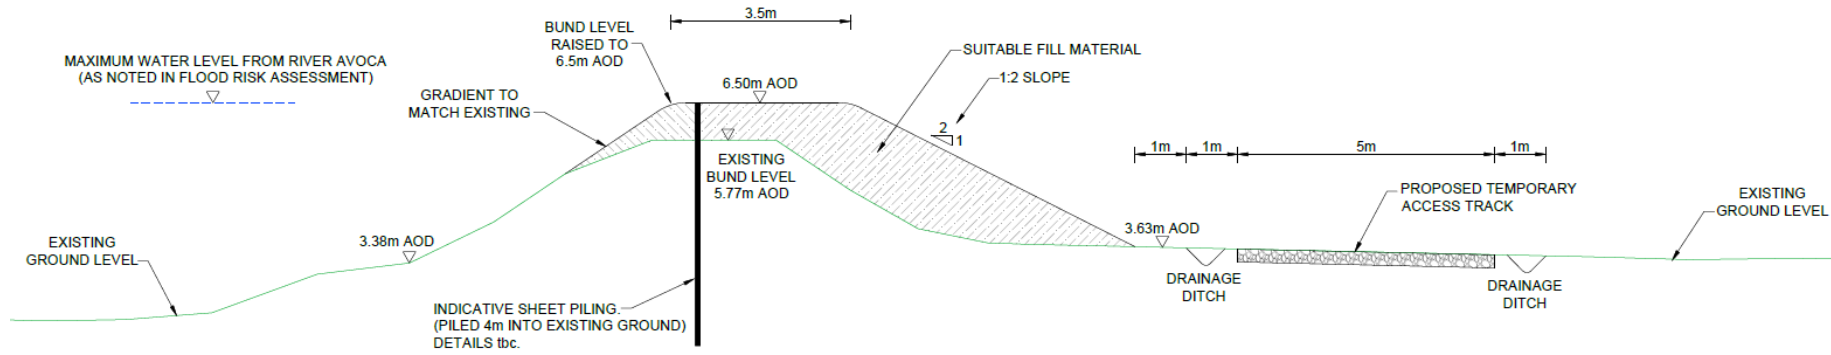 3.5m
BUND LEVEL
RAISED TO
6.5m AOD
MAXIMUM WATER LEVEL FROM RIVER AVOCA
(AS NOTED IN FLOOD RISK ASSESSMENT)
SUITABLE FILL MATERIAL
1:2 SLOPE
6.50m AOD
GRADIENT TO
MATCH EXISTING
2
1
EXISTING
BUND LEVEL
5.77m AOD
1m
1m
5m
1m
PROPOSED TEMPORARY
ACCESS TRACK
EXISTING
GROUND LEVEL
EXISTING
GROUND LEVEL
3.38m AOD
3.63m AOD
DRAINAGE
DITCH
DRAINAGE
DITCH
INDICATIVE SHEET PILING.
(PILED 4m INTO EXISTING GROUND)
DETAILS tbc.